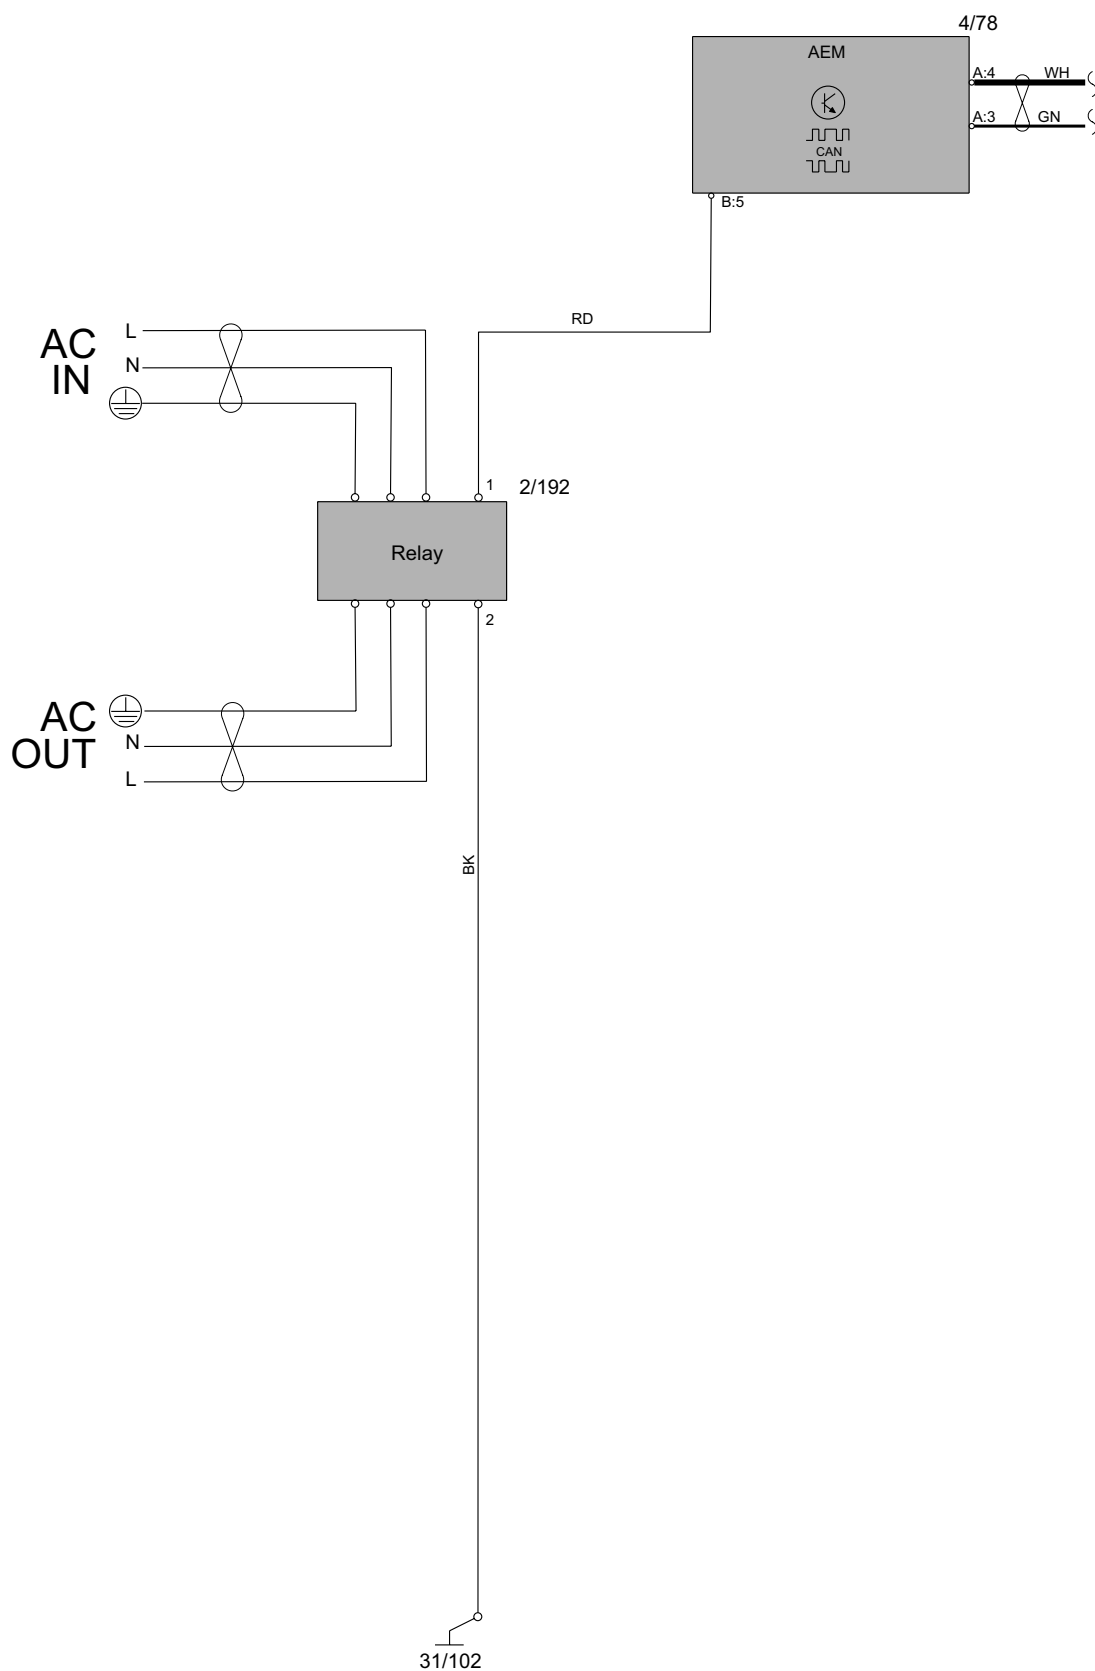 4/78
AEM
A:4 WH
CAN
A:3 GN
B:5
RD
AC IN
L
N
1
2/192
Relay
2
AC OUT
N
L
BK
31/102